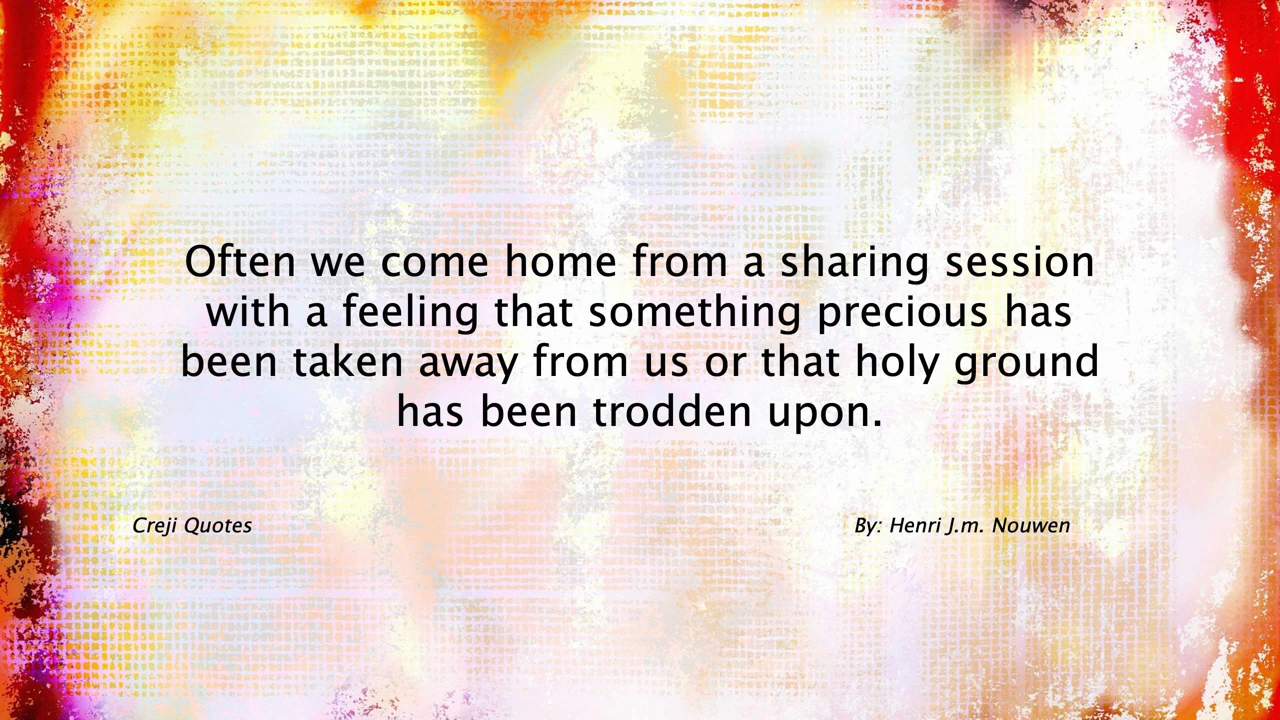 Often we come home from a sharing session
with a feeling that something precious has
been taken away from us or that holy ground
has been trodden upon.
Creji Quotes
By: Henri J.m. Nouwen